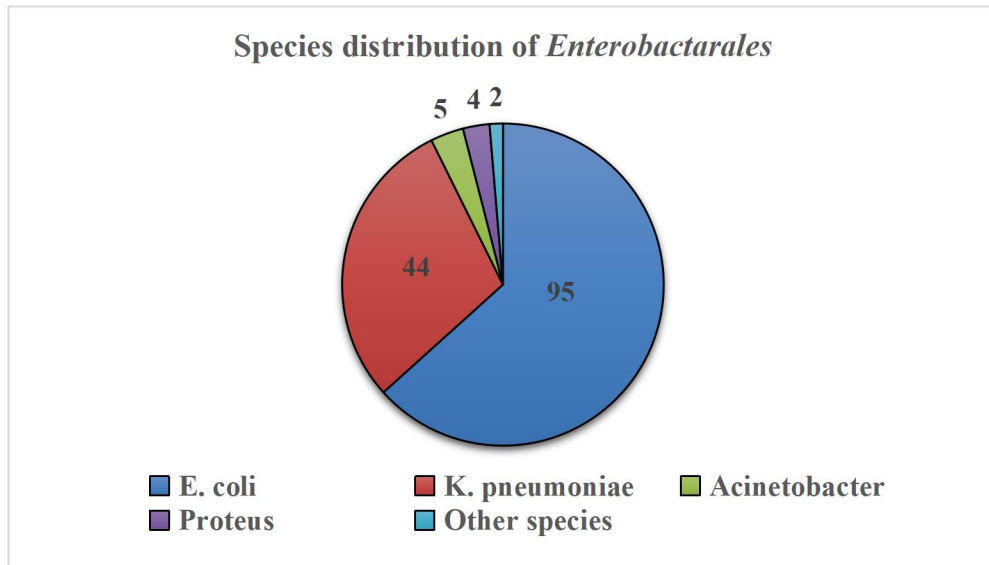 Species distribution of Enterobactarales
5 4 2
44
95
E. coli K. pneumoniae Acinetobacter
Proteus Other species